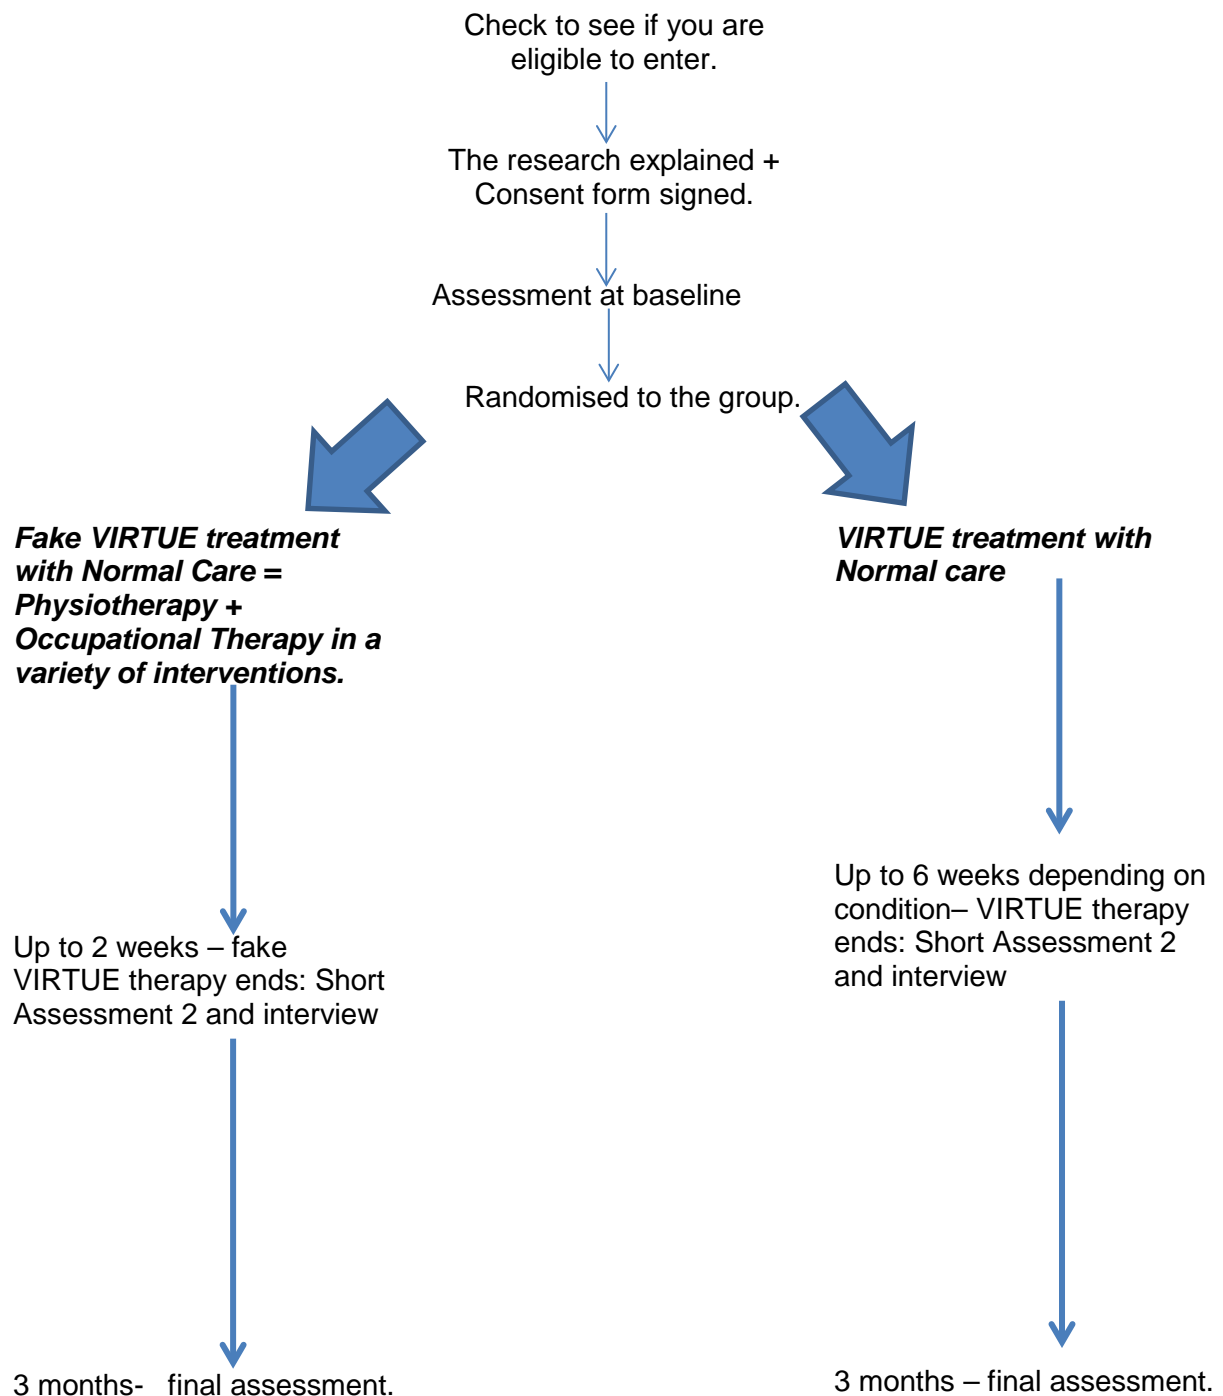 Check to see if you are
eligible to enter.
The research explained +
Consent form signed.
Assessment at baseline
Randomised to the group.
Fake VIRTUE treatment
with Normal Care =
Physiotherapy +
Occupational Therapy in a
variety of interventions.
VIRTUE treatment with
Normal care
Up to 2 weeks – fake
VIRTUE therapy ends: Short
Assessment 2 and interview
Up to 6 weeks depending on
condition– VIRTUE therapy
ends: Short Assessment 2
and interview
3 months-   final assessment.
3 months – final assessment.